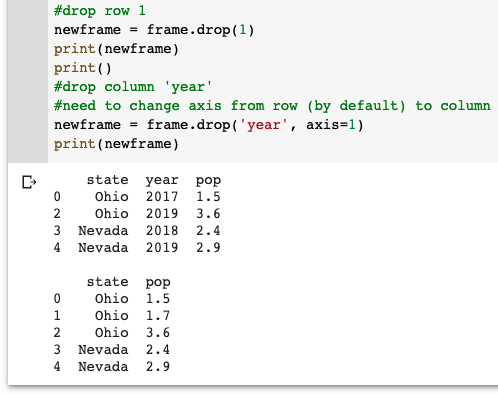 #drop row 1
newframe = frame.drop(1)
print(newframe)
print()
#drop column 'year'
#need to change axis from row (by default) to column
newframe = frame.drop('year', axis=1)
print(newframe)
state year pop
0 Ohio 2017 1.5
2 Ohio 2019 3.6
3 Nevada 2018 2.4
4 Nevada 2019 2.9
state pop
0 Ohio 1.5
1 Ohio 1.7
2 Ohio 3.6
3 Nevada 2.4
4 Nevada 2.9